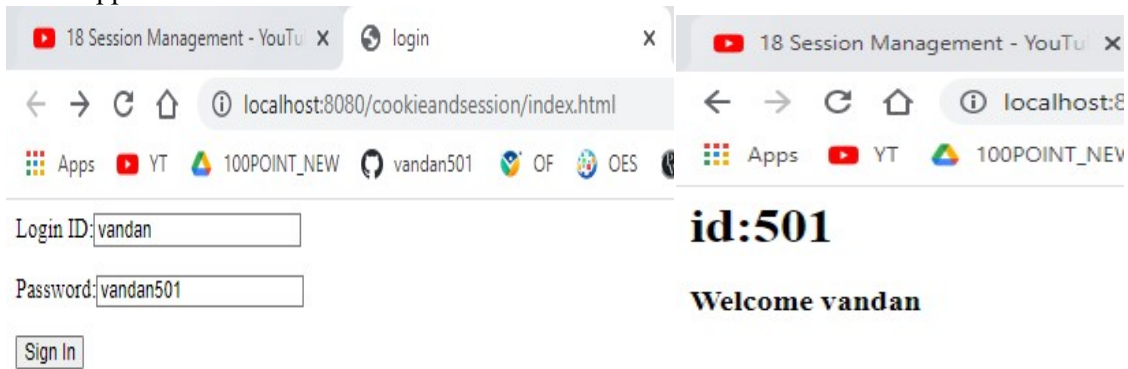 18 Session Management - YouTu X login X
localhost:8080/cookieandsession/index.html
Apps YT 100POINT_NEW vandan501 OF OES
Login ID: vandan
Password: vandan501
Sign In
18 Session Management - YouTu X
localhost:8
Apps YT 100POINT_NEW
id:501
Welcome vandan